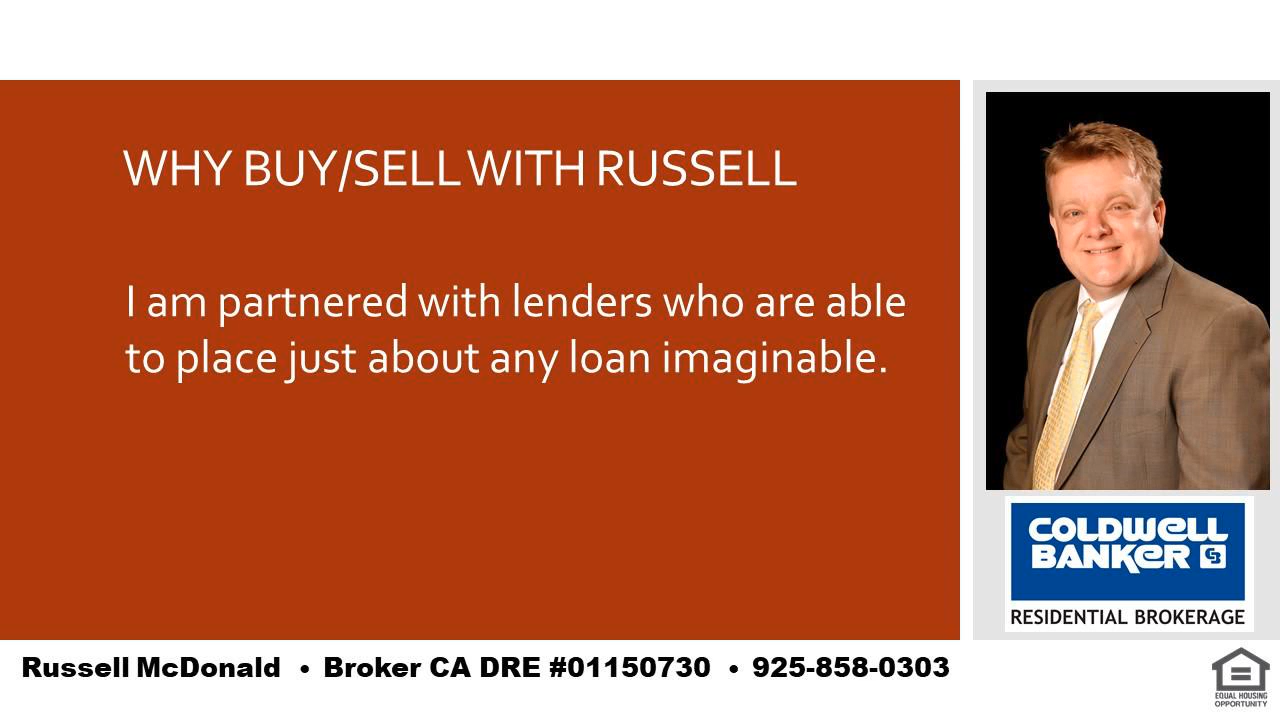 WHY BUY/SELL WITH RUSSELL
I am partnered with lenders who are able
to place just about any loan imaginable.
COLDWELL
BANKER CB
RESIDENTIAL BROKERAGE
Russell McDonald • Broker CA DRE #01150730 • 925-858-0303
EQUAL HOUSING
OPPORTUNITY